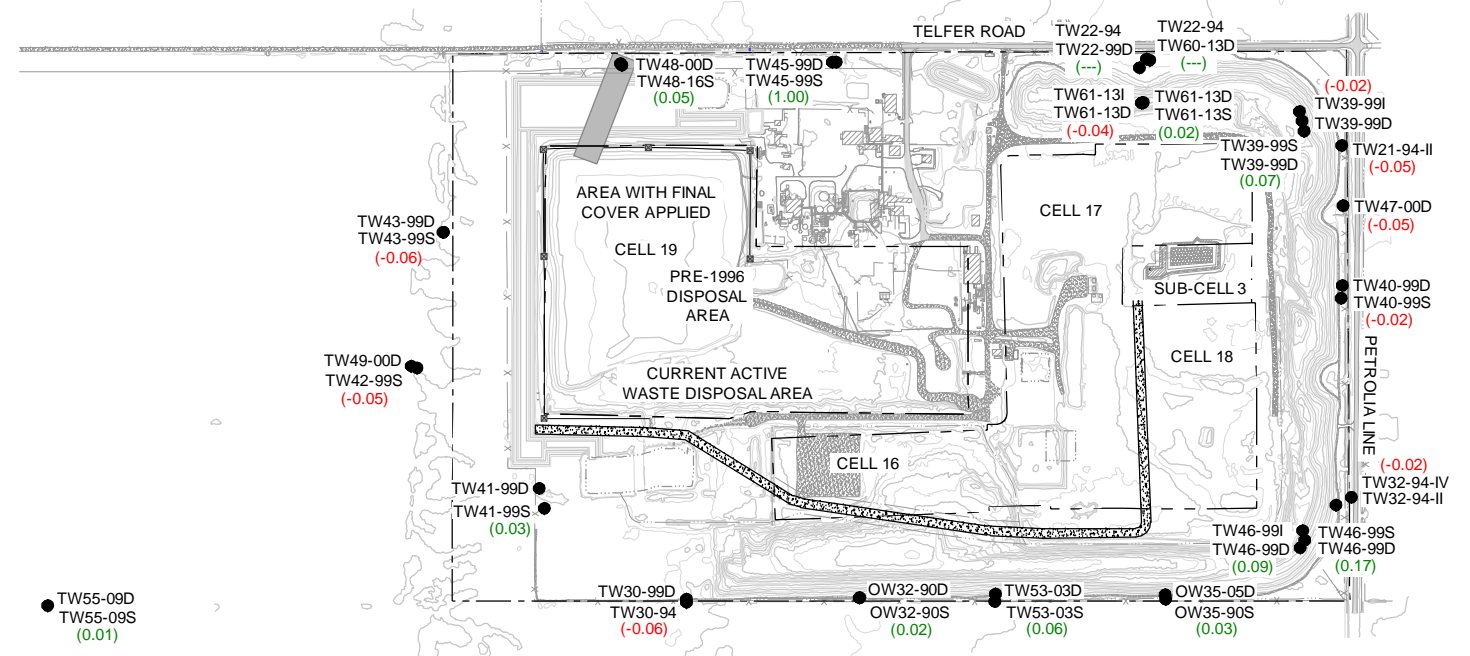 TELFER ROAD
TW22-94
TW22-99D
(---)
TW22-94
TW60-13D
(---)
TW48-00D
TW48-16S
(0.05)
TW45-99D
TW45-99S
(1.00)
TW61-13I
TW61-13D
(-0.04)
TW61-13D
TW61-13S
(0.02)
(-0.02)
TW39-99I
TW39-99D
TW39-99S
TW39-99D
(0.07)
TW21-94-II
(-0.05)
AREA WITH FINAL
COVER APPLIED
CELL 19
CELL 17
TW47-00D
(-0.05)
TW43-99D
TW43-99S
(-0.06)
PRE-1996
DISPOSAL
AREA
SUB-CELL 3
TW40-99D
TW40-99S
(-0.02)
TW49-00D
TW42-99S
(-0.05)
CURRENT ACTIVE
WASTE DISPOSAL AREA
CELL 18
PETROLIA LINE
CELL 16
(-0.02)
TW32-94-IV
TW32-94-II
TW41-99D
TW41-99S
(0.03)
TW46-99I
TW46-99D
(0.09)
TW46-99S
TW46-99D
(0.17)
TW55-09D
TW55-09S
(0.01)
TW30-99D
TW30-94
(-0.06)
OW32-90D
OW32-90S
(0.02)
TW53-03D
TW53-03S
(0.06)
OW35-05D
OW35-90S
(0.03)